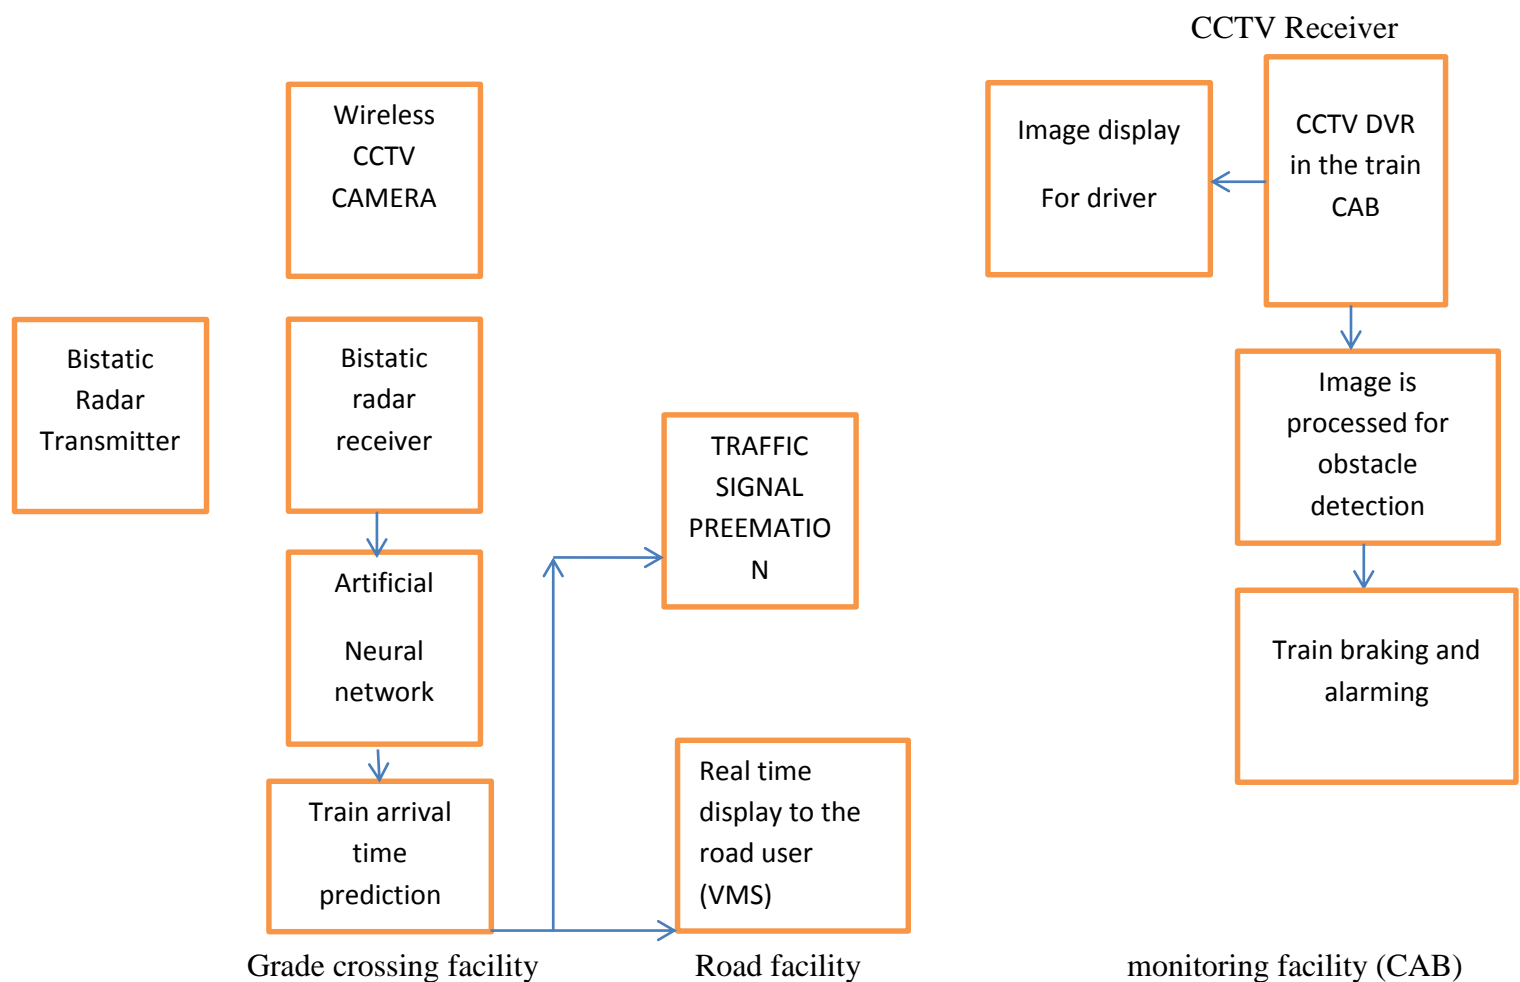 CCTV Receiver
Wireless
CCTV
CAMERA
Image display
For driver
CCTV DVR
in the train
CAB
Bistatic
Radar
Transmitter
Bistatic
radar
receiver
TRAFFIC
SIGNAL
PREEMATIO
N
Image is
processed for
obstacle
detection
Artificial
Neural
network
Train braking and
alarming
Train arrival
time
prediction
Real time
display to the
road user
(VMS)
Grade crossing facility
Road facility
monitoring facility (CAB)